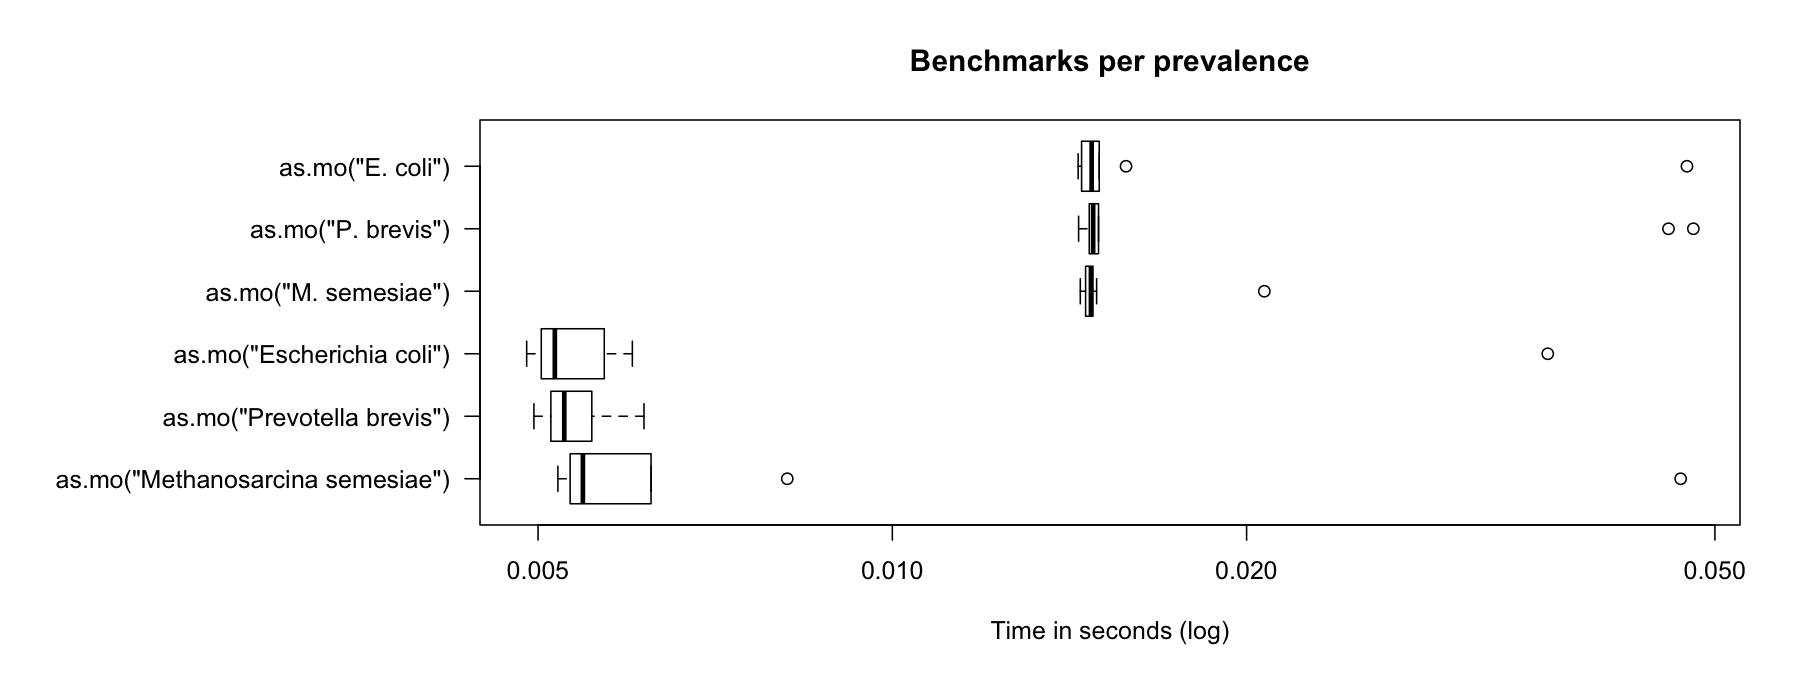 Benchmarks per prevalence
as.mo("E. coli")
as.mo("P. brevis")
as.mo("M. semesiae")
as.mo("Escherichia coli")
as.mo("Prevotella brevis")
as.mo("Methanosarcina semesiae")
0.005 0.010 0.020 0.050
Time in seconds (log)